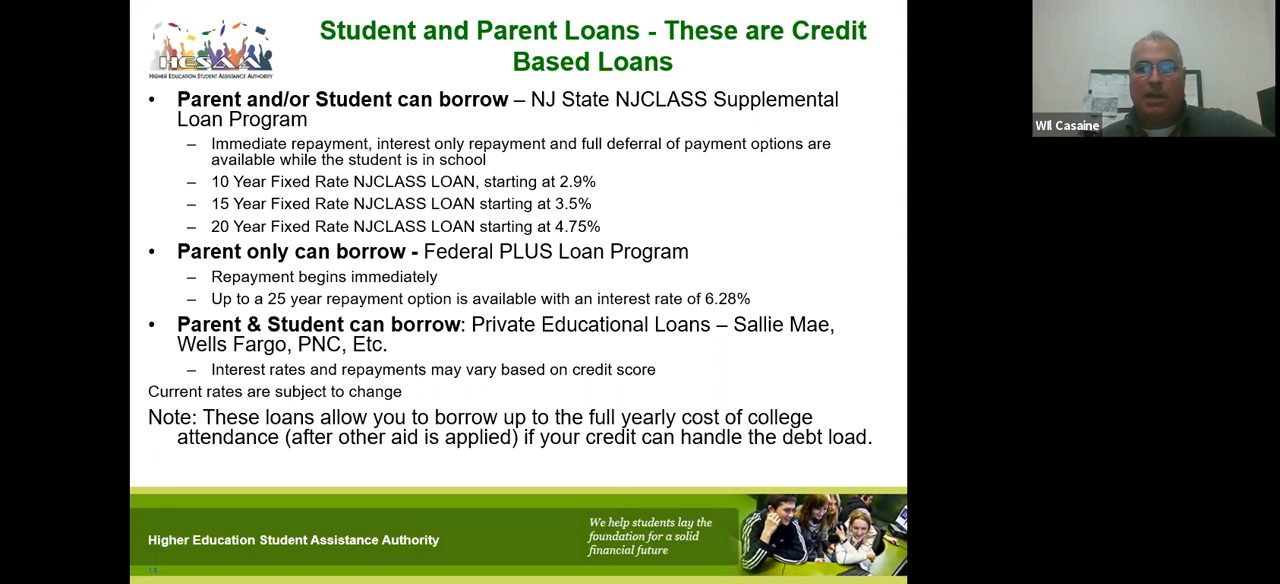 Student and Parent Loans - These are Credit
Based Loans
HESAA
HIGHER EDUCATION STUDENT ASSISTANCE AUTHORITY
• Parent and/or Student can borrow – NJ State NJCLASS Supplemental
Loan Program
– Immediate repayment, interest only repayment and full deferral of payment options are
available while the student is in school
– 10 Year Fixed Rate NJCLASS LOAN, starting at 2.9%
– 15 Year Fixed Rate NJCLASS LOAN starting at 3.5%
– 20 Year Fixed Rate NJCLASS LOAN starting at 4.75%
• Parent only can borrow - Federal PLUS Loan Program
– Repayment begins immediately
– Up to a 25 year repayment option is available with an interest rate of 6.28%
• Parent & Student can borrow: Private Educational Loans – Sallie Mae,
Wells Fargo, PNC, Etc.
– Interest rates and repayments may vary based on credit score
Current rates are subject to change
Note: These loans allow you to borrow up to the full yearly cost of college
attendance (after other aid is applied) if your credit can handle the debt load.
Higher Education Student Assistance Authority
We help students lay the
foundation for a solid
financial future
14
WIl Casaine